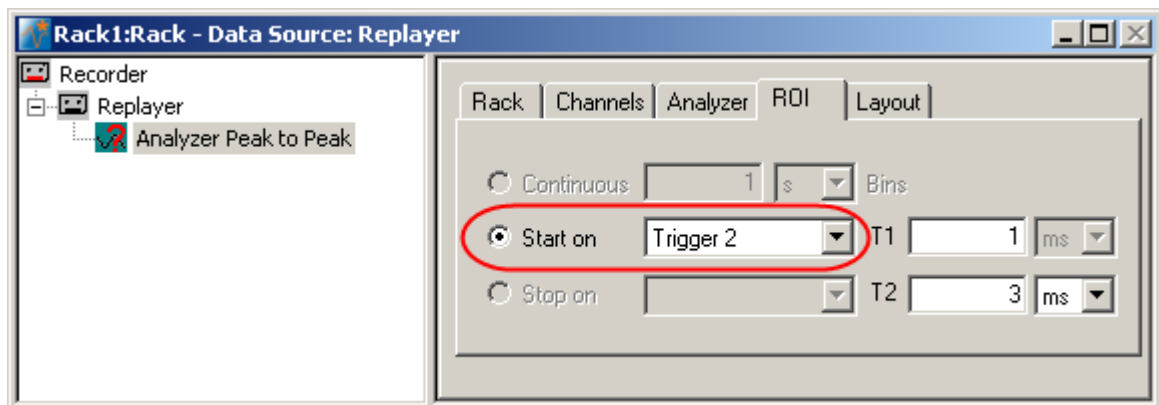 Rack1:Rack - Data Source: Replayer
Recorder
Replayer
Analyzer Peak to Peak
Rack Channels Analyzer ROI Layout
Continuous 1 s Bins
Start on Trigger 2 T1 1 ms
Stop on T2 3 ms